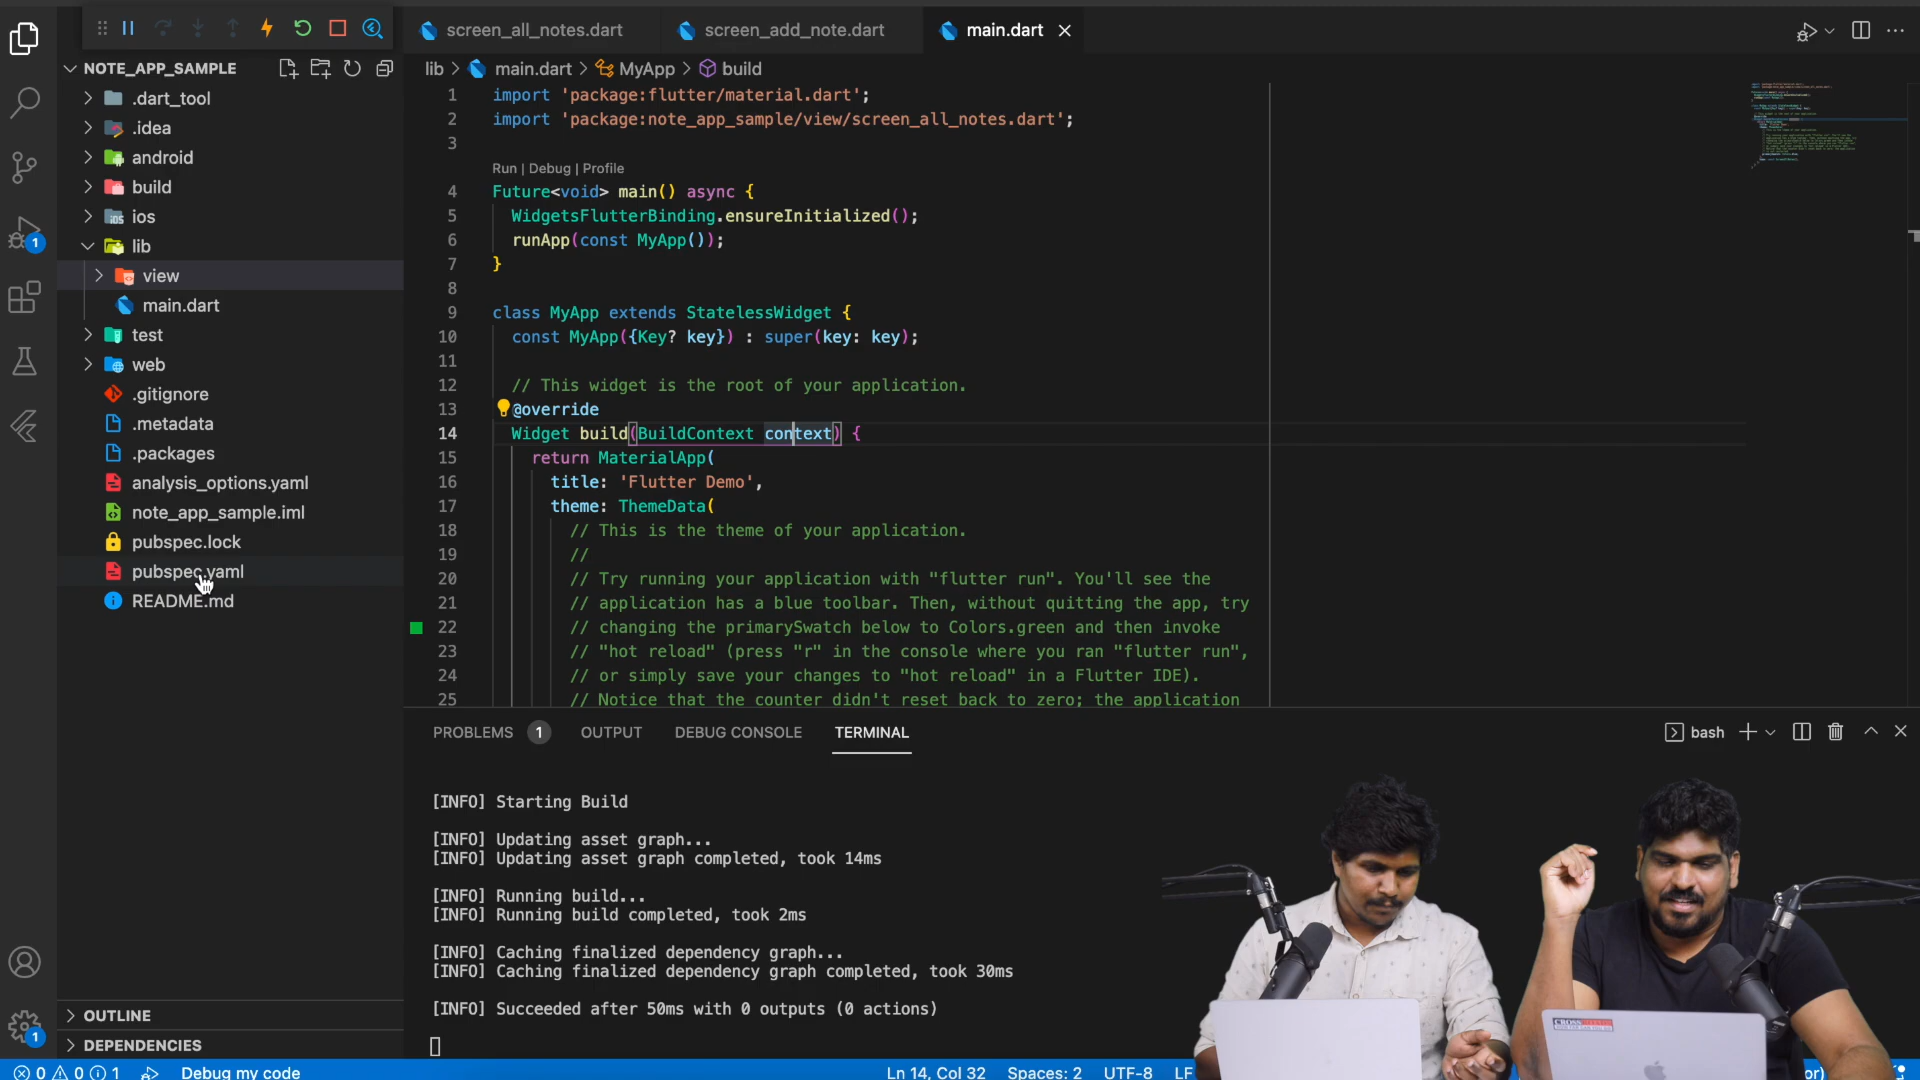 screen_all_notes.dart
screen_add_note.dart
main.dart
NOTE_APP_SAMPLE
lib > main.dart > MyApp > build
.dart_tool
.idea
android
build
ios
lib
view
main.dart
test
web
.gitignore
.metadata
.packages
analysis_options.yaml
note_app_sample.iml
pubspec.lock
pubspec.yaml
README.md
OUTLINE
DEPENDENCIES
1
1
1 import 'package:flutter/material.dart';
2 import 'package:note_app_sample/view/screen_all_notes.dart';
3
Run | Debug | Profile
4 Future<void> main() async {
5 WidgetsFlutterBinding.ensureInitialized();
6 runApp(const MyApp());
7 }
8
9 class MyApp extends StatelessWidget {
10 const MyApp({Key? key}) : super(key: key);
11
12 // This widget is the root of your application.
13 @override
14 Widget build(BuildContext context) {
15 return MaterialApp(
16 title: 'Flutter Demo',
17 theme: ThemeData(
18 // This is the theme of your application.
19 //
20 // Try running your application with "flutter run". You'll see the
21 // application has a blue toolbar. Then, without quitting the app, try
22 // changing the primarySwatch below to Colors.green and then invoke
23 // "hot reload" (press "r" in the console where you ran "flutter run",
24 // or simply save your changes to "hot reload" in a Flutter IDE).
25 // Notice that the counter didn't reset back to zero; the application
PROBLEMS 1 OUTPUT DEBUG CONSOLE TERMINAL
bash
[INFO] Starting Build
[INFO] Updating asset graph...
[INFO] Updating asset graph completed, took 14ms
[INFO] Running build...
[INFO] Running build completed, took 2ms
[INFO] Caching finalized dependency graph...
[INFO] Caching finalized dependency graph completed, took 30ms
[INFO] Succeeded after 50ms with 0 outputs (0 actions)
0 0 1 Debug my code
Ln 14, Col 32 Spaces: 2 UTF-8 LF
or)